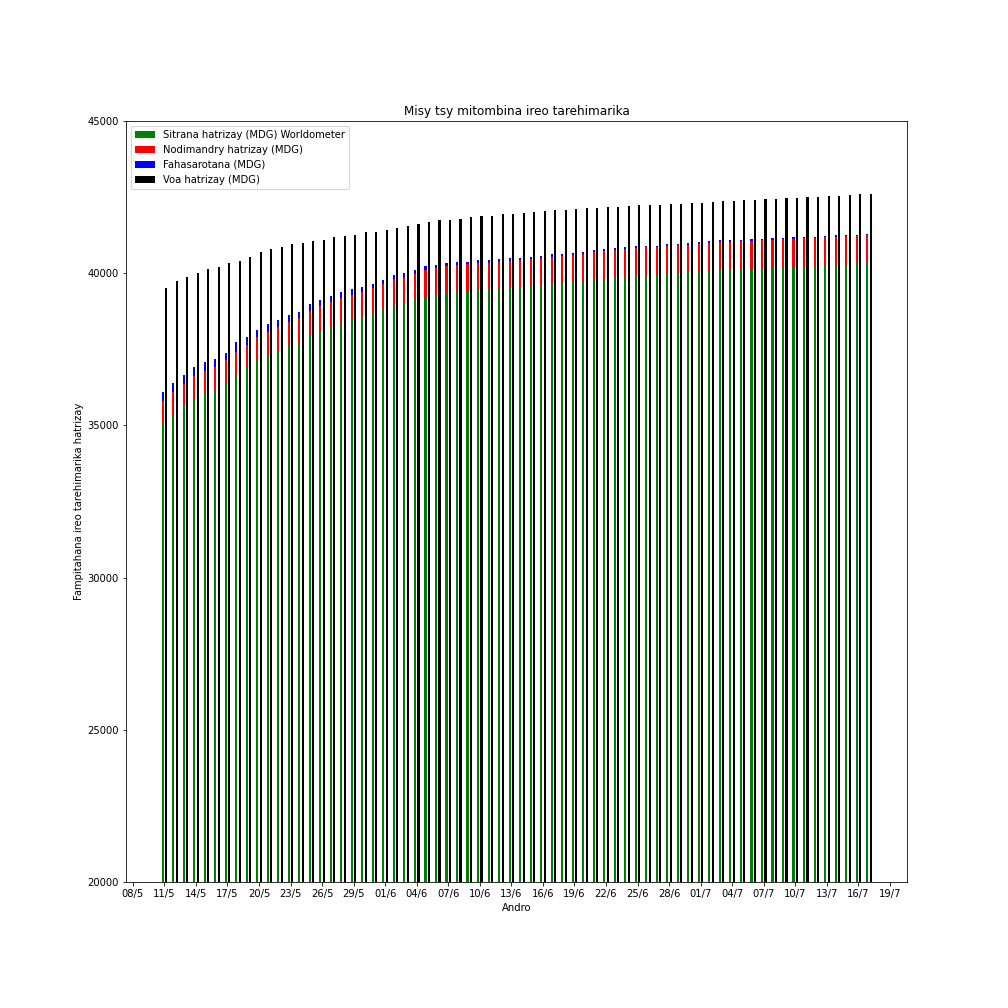 Misy tsy mitombina ireo tarehimarika
45000
40000
35000
30000
25000
20000
Fampitahana ireo tarehimarika hatrizay
Sitrana hatrizay (MDG) Worldometer
Nodimandry hatrizay (MDG)
Fahasarotana (MDG)
Voa hatrizay (MDG)
08/5 11/5 14/5 17/5 20/5 23/5 26/5 29/5 01/6 04/6 07/6 10/6 13/6 16/6 19/6 22/6 25/6 28/6 01/7 04/7 07/7 10/7 13/7 16/7 19/7
Andro